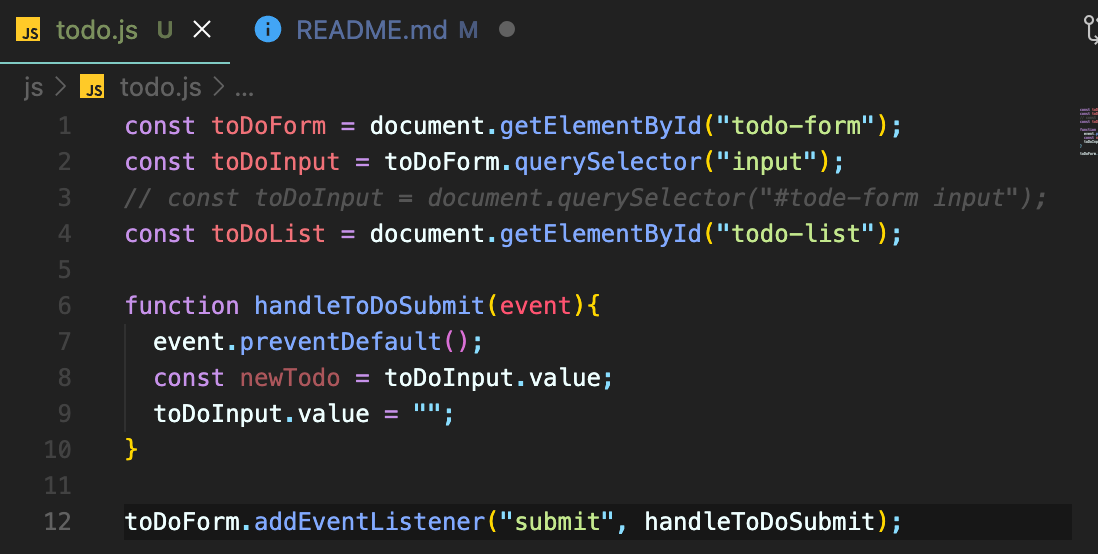 JS todo.js U
README.md M
js > JS todo.js > ...
1 const toDoForm = document.getElementById("todo-form");
2 const toDoInput = toDoForm.querySelector("input");
3 // const toDoInput = document.querySelector("#tode-form input");
4 const toDoList = document.getElementById("todo-list");
5
6 function handleToDoSubmit(event){
7 event.preventDefault();
8 const newTodo = toDoInput.value;
9 toDoInput.value = "";
10 }
11
12 toDoForm.addEventListener("submit", handleToDoSubmit);